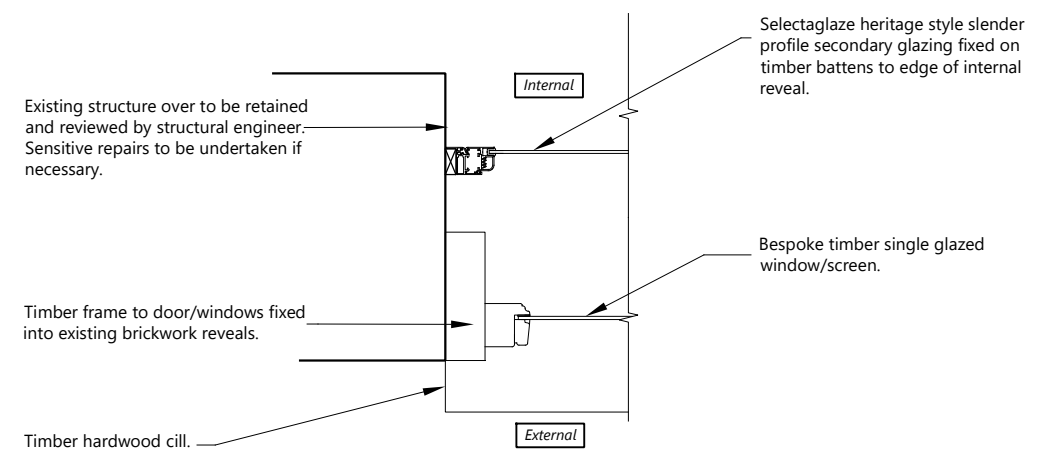 Selectaglaze heritage style slender
profile secondary glazing fixed on
timber battens to edge of internal
reveal.
Internal
Existing structure over to be retained
and reviewed by structural engineer.
Sensitive repairs to be undertaken if
necessary.
Bespoke timber single glazed
window/screen.
Timber frame to door/windows fixed
into existing brickwork reveals.
Timber hardwood cill.
External